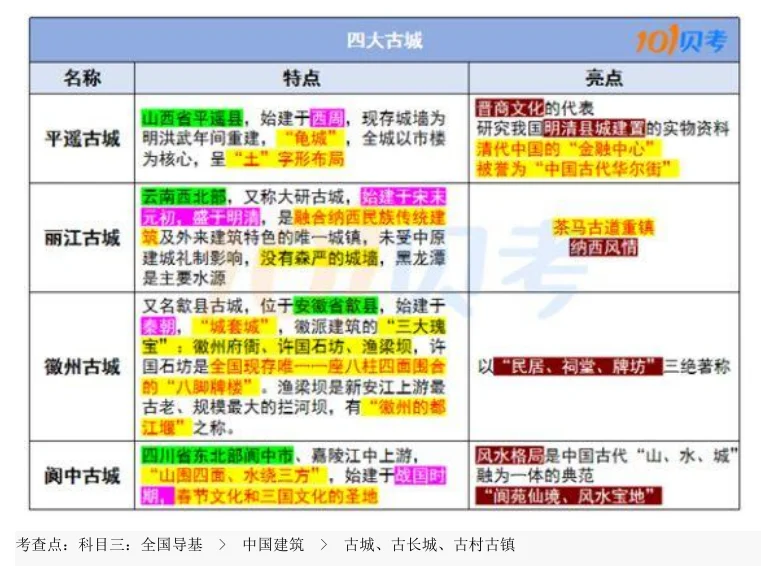 四大古城
101贝考
名称 特点 亮点
平遥古城
山西省平遥县，始建于西周，现存城墙为
明洪武年间重建，“龟城”，全城以市楼
为核心，呈“土”字形布局
晋商文化的代表
研究我国明清县城建置的实物资料
清代中国的“金融中心”
被誉为“中国古代华尔街”
丽江古城
云南西北部，又称大研古城，始建于宋末
元初，盛于明清，是融合纳西民族传统建
筑及外来建筑特色的唯一城镇，未受中原
建城礼制影响，没有森严的城墙，黑龙潭
是主要水源
茶马古道重镇
纳西风情
徽州古城
又名歙县古城，位于安徽省歙县，始建于
秦朝，“城套城”，徽派建筑的“三大瑰
宝”：徽州府衙、许国石坊、渔梁坝，许
国石坊是全国现存唯一一座八柱四面围合
的“八脚牌楼”。渔梁坝是新安江上游最
古老、规模最大的拦河坝，有“徽州的都
江堰”之称。
以“民居、祠堂、牌坊”三绝著称
阆中古城
四川省东北部阆中市、嘉陵江中上游，
“山围四面、水绕三方”，始建于战国时
期，春节文化和三国文化的圣地
风水格局是中国古代“山、水、城”
融为一体的典范
“阆苑仙境、风水宝地”
101贝考
考查点：科目三：全国导基 > 中国建筑 > 古城、古长城、古村古镇